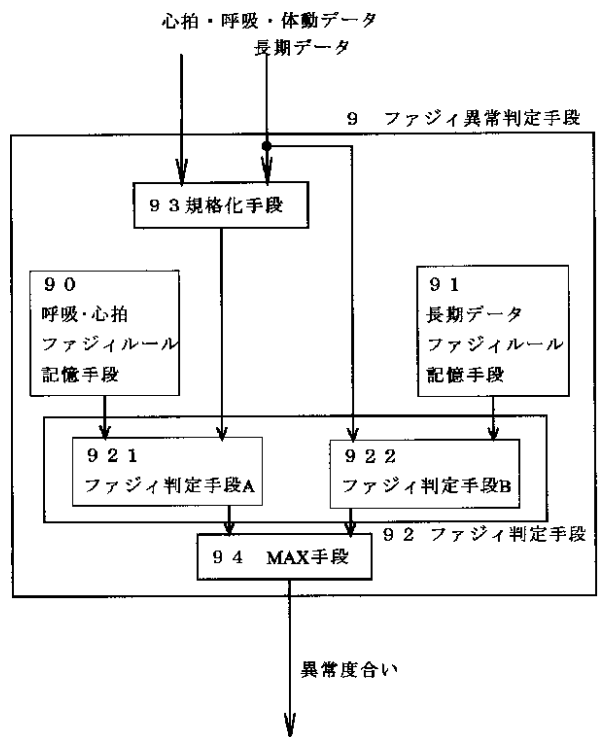 心拍・呼吸・体動データ
長期データ
９　ファジィ異常判定手段
９３規格化手段
９０
呼吸・心拍
ファジィルール
記憶手段
９１
長期データ
ファジィルール
記憶手段
９２１
ファジィ判定手段A
９２２
ファジィ判定手段B
９２ ファジィ判定手段
９４　MAX手段
異常度合い